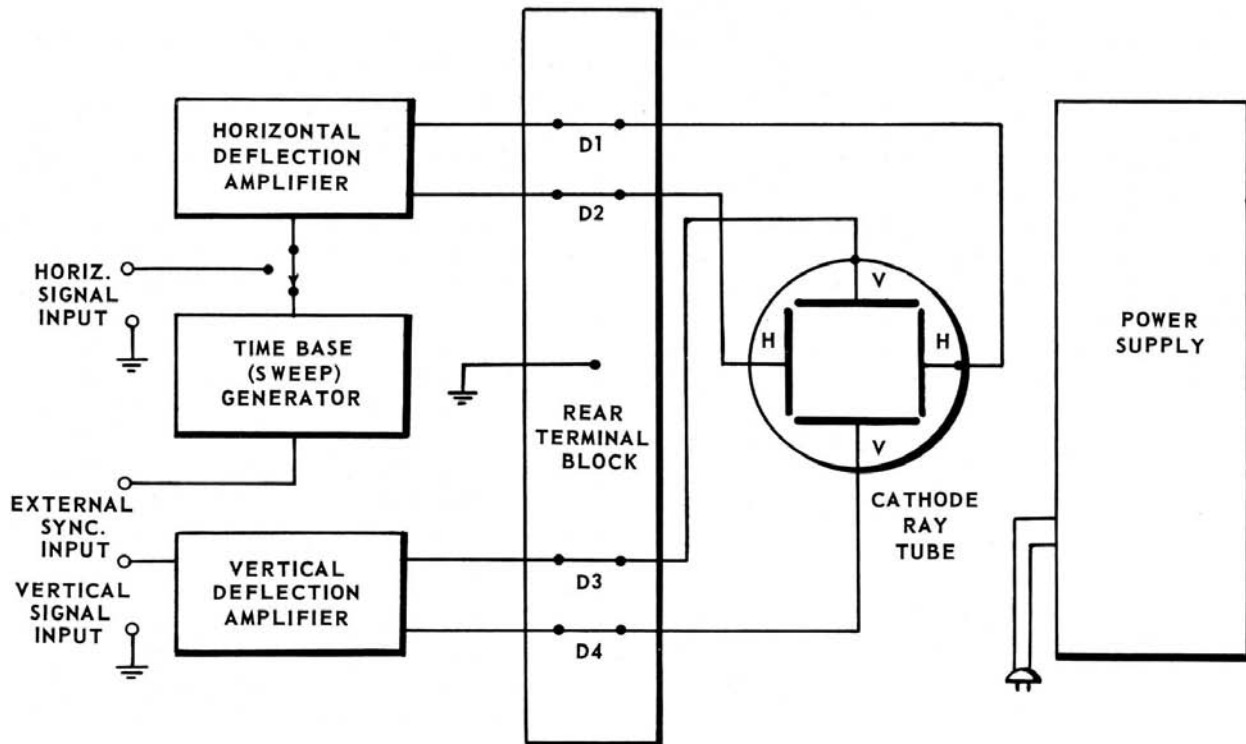 HORIZONTAL
DEFLECTION
AMPLIFIER
D1
D2
HORIZ.
SIGNAL
INPUT
TIME BASE
(SWEEP)
GENERATOR
REAR
TERMINAL
BLOCK
V
H
H
V
CATHODE
RAY
TUBE
POWER
SUPPLY
EXTERNAL
SYNC.
INPUT
VERTICAL
SIGNAL
INPUT
VERTICAL
DEFLECTION
AMPLIFIER
D3
D4